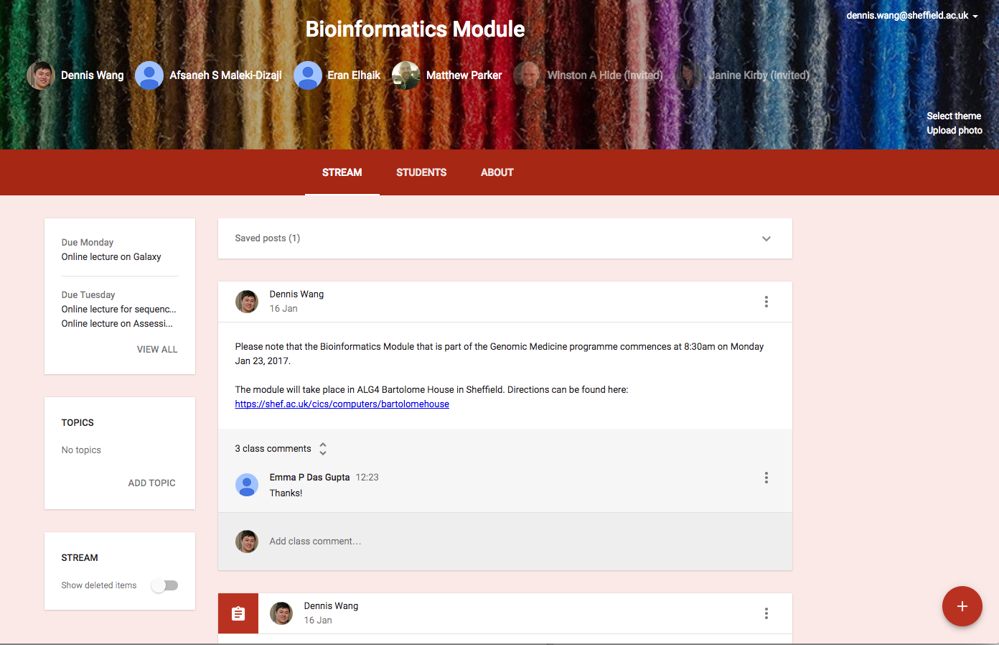 dennis.wang@sheffield.ac.uk
Bioinformatics Module
Dennis Wang Afsaneh S Maleki-Dizaji Eran Elhaik Matthew Parker Winston A Hide (invited) Janine Kirby (invited)
Select theme
Upload photo
STREAM STUDENTS ABOUT
Due Monday
Online lecture on Galaxy
Due Tuesday
Online lecture for sequenc...
Online lecture on Assessi...
VIEW ALL
TOPICS
No topics
ADD TOPIC
STREAM
Show deleted items
Saved posts (1)
Dennis Wang
16 Jan
Please note that the Bioinformatics Module that is part of the Genomic Medicine programme commences at 8:30am on Monday
Jan 23, 2017.
The module will take place in ALG4 Bartolome House in Sheffield. Directions can be found here:
https://shef.ac.uk/cics/computers/bartolomehouse
3 class comments
Emma P Das Gupta 12:23
Thanks!
Add class comment...
Dennis Wang
16 Jan